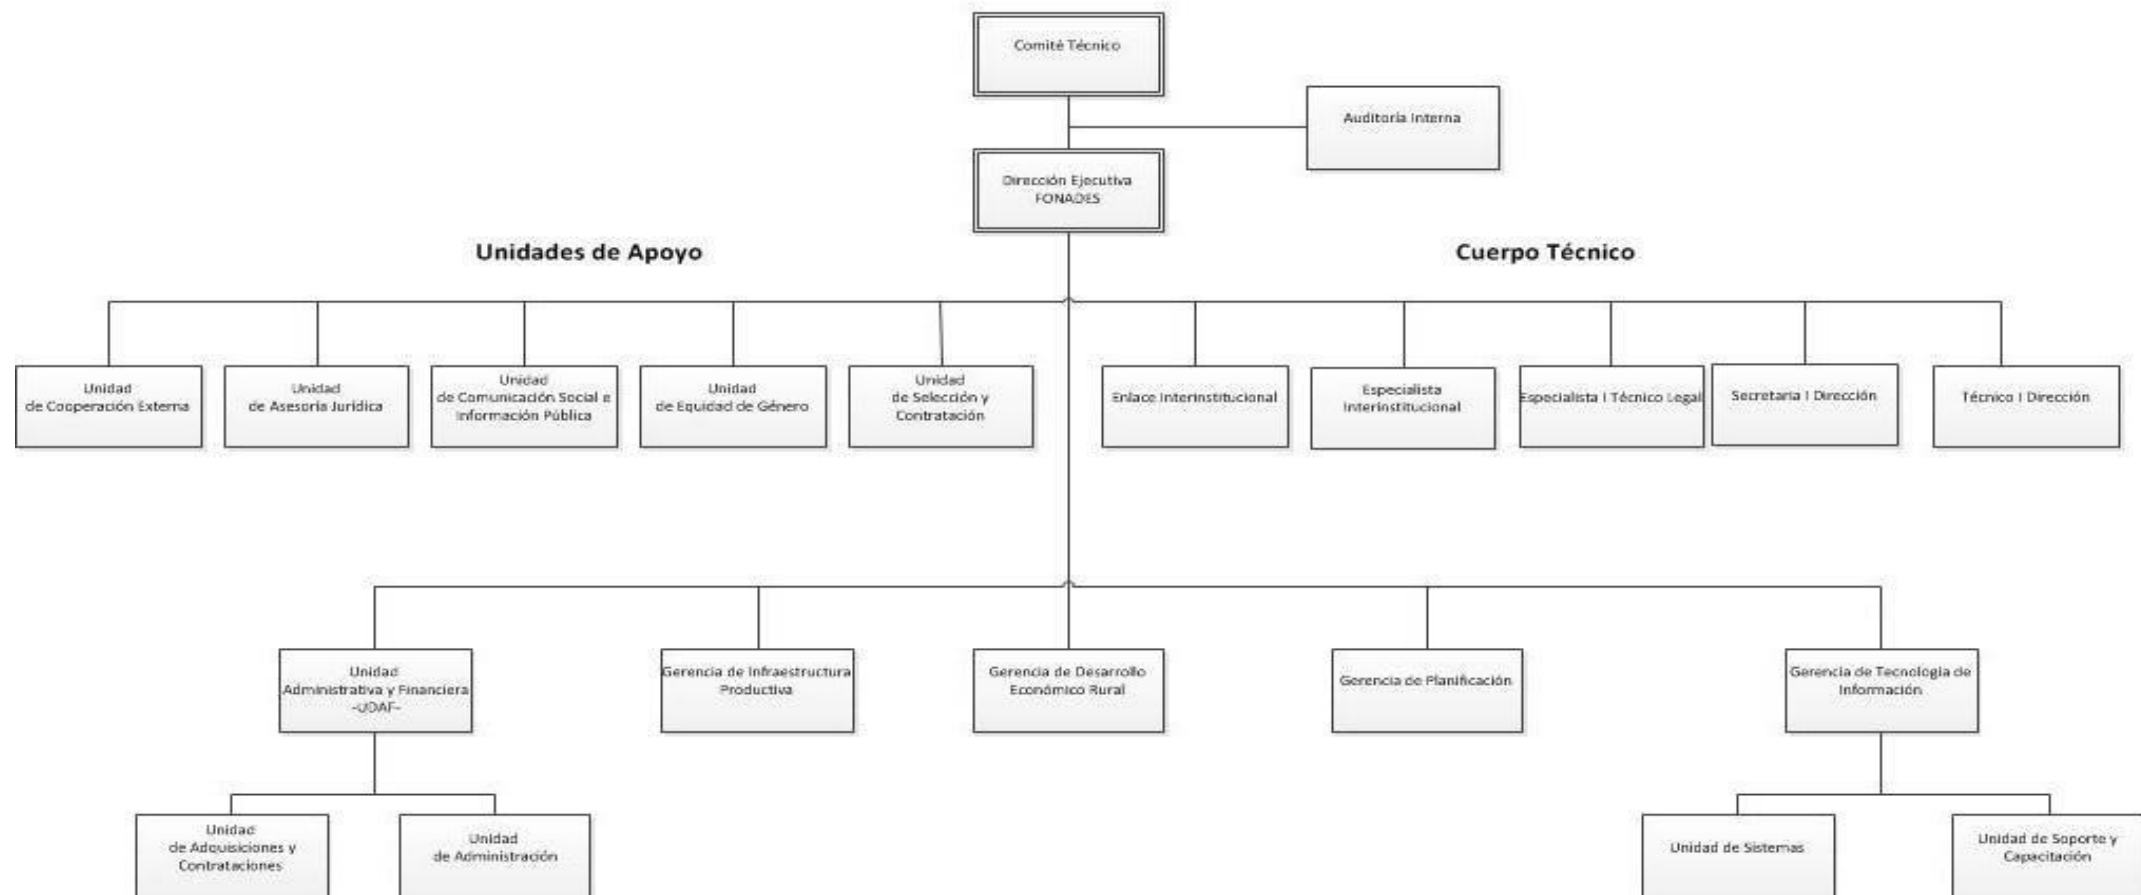 Comité Técnico
Auditoría Interna
Dirección Ejecutiva
FONADES
Unidades de Apoyo
Cuerpo Técnico
Unidad
de Cooperación Externa
Unidad
de Asesoría Jurídica
Unidad
de Comunicación Social e
Información Pública
Unidad
de Equidad de Género
Unidad
de Selección y
Contratación
Enlace Interinstitucional
Especialista
Interinstitucional
Especialista I Técnico Legal
Secretaria I Dirección
Técnico I Dirección
Unidad
Administrativa y Financiera
-UDAF-
Gerencia de Infraestructura
Productiva
Gerencia de Desarrollo
Económico Rural
Gerencia de Planificación
Gerencia de Tecnología de
Información
Unidad
de Adquisiciones y
Contrataciones
Unidad
de Administración
Unidad de Sistemas
Unidad de Soporte y
Capacitación